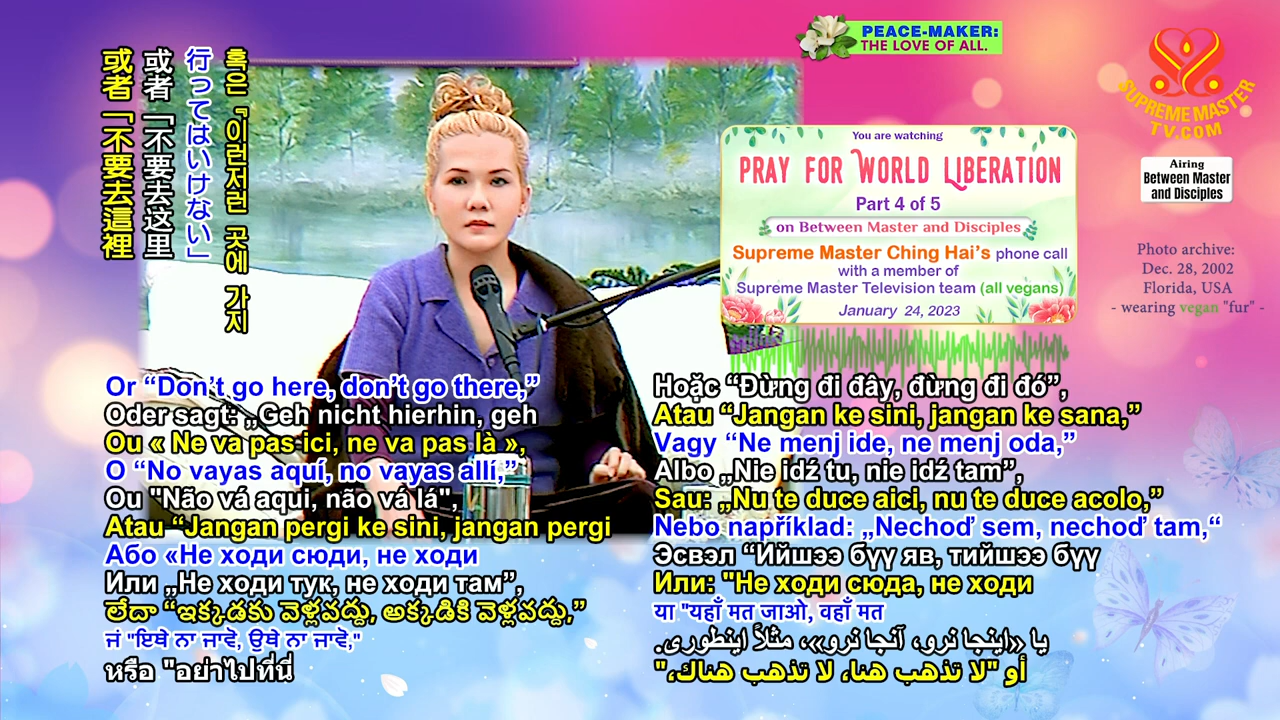 PEACE-MAKER:
THE LOVE OF ALL.
SUPREME MASTER
TV.COM
Airing
Between Master
and Disciples
Photo archive:
Dec. 28, 2002
Florida, USA
- wearing vegan "fur" -
You are watching
PRAY FOR WORLD LIBERATION
Part 4 of 5
on Between Master and Disciples
Supreme Master Ching Hai’s phone call
with a member of
Supreme Master Television team (all vegans)
January 24, 2023
혹은 『이런저런 곳에 가지
行ってはいけない」
或者「不要去这里
或者「不要去這裡
Or “Don’t go here, don’t go there,”
Oder sagt: „Geh nicht hierhin, geh
Ou « Ne va pas ici, ne va pas là »,
O “No vayas aquí, no vayas allí,”
Ou "Não vá aqui, não vá lá",
Atau “Jangan pergi ke sini, jangan pergi
Або «Не ходи сюди, не ходи
Или „Не ходи тук, не ходи там”,
లేదా “ఇక్కడకు వెళ్లవద్దు, అక్కడికి వెళ్లవద్దు,”
ਜਾਂ "ਇਥੇ ਨਾ ਜਾਵੋ, ਉਥੇ ਨਾ ਜਾਵੋ,"
หรือ "อย่าไปที่นี่
Hoặc “Đừng đi đây, đừng đi đó”,
Atau “Jangan ke sini, jangan ke sana,”
Vagy “Ne menj ide, ne menj oda,”
Albo „Nie idź tu, nie idź tam”,
Sau: „Nu te duce aici, nu te duce acolo,”
Nebo například: „Nechoď sem, nechoď tam,“
Эсвэл “Ийшээ бүү яв, тийшээ бүү
Или: "Не ходи сюда, не ходи
या "यहाँ मत जाओ, वहाँ मत
یا «اینجا نرو، آنجا نرو»، مثلاً اینطوری.
أو "لا تذهب هنا، لا تذهب هناك،"